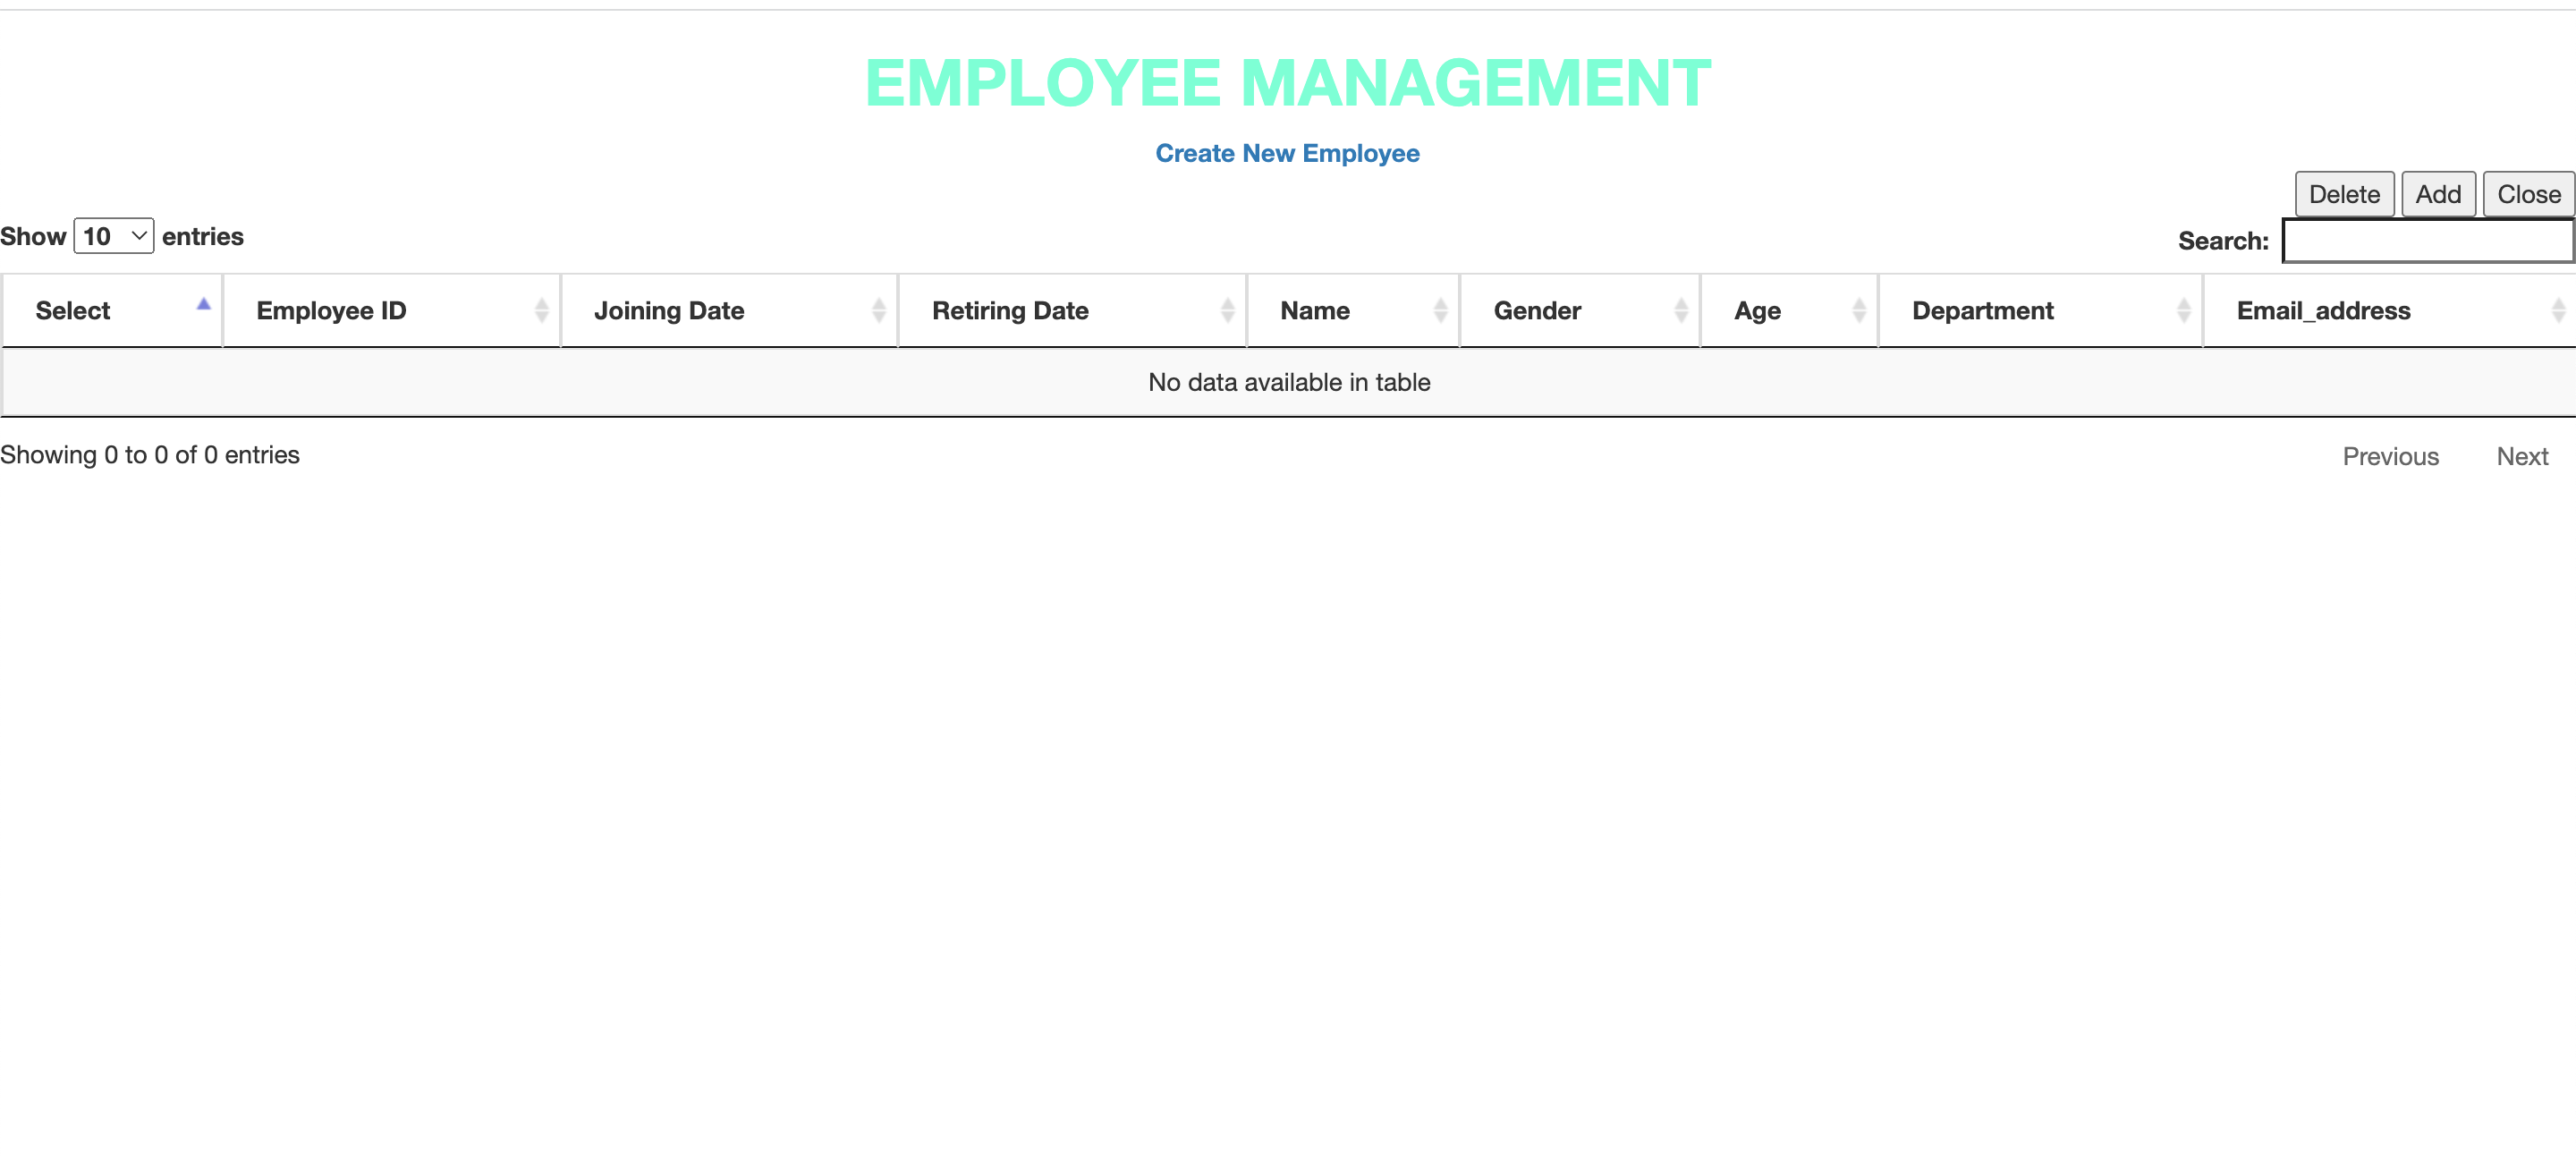 EMPLOYEE MANAGEMENT
Create New Employee
Delete Add Close
Show 10 entries
Search:
Select Employee ID Joining Date Retiring Date Name Gender Age Department Email_address
No data available in table
Showing 0 to 0 of 0 entries
Previous Next